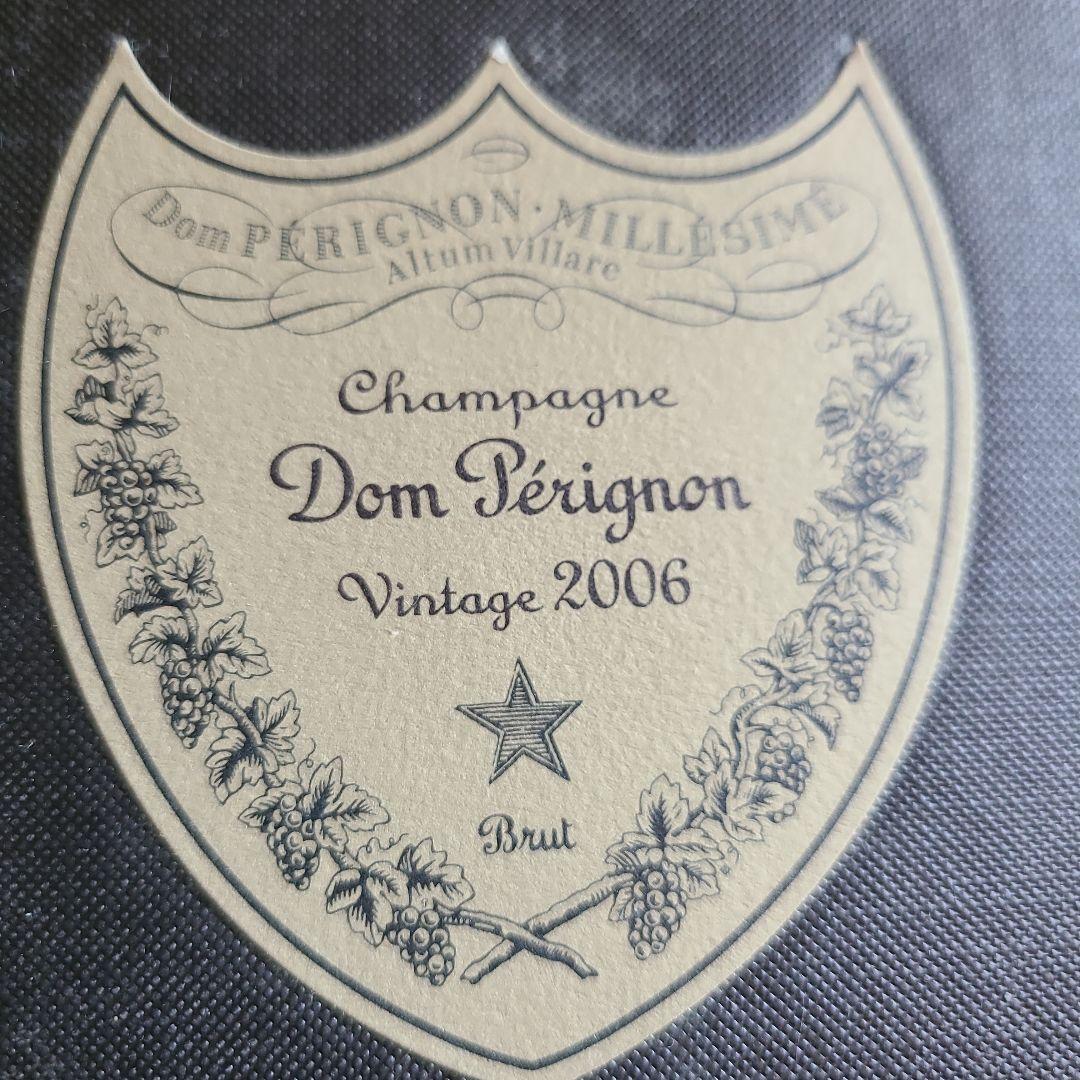 Dom PÉRIGNON · MILLÉSIME
Altum Villare
Champagne
Dom Pérignon
Vintage 2006
Brut